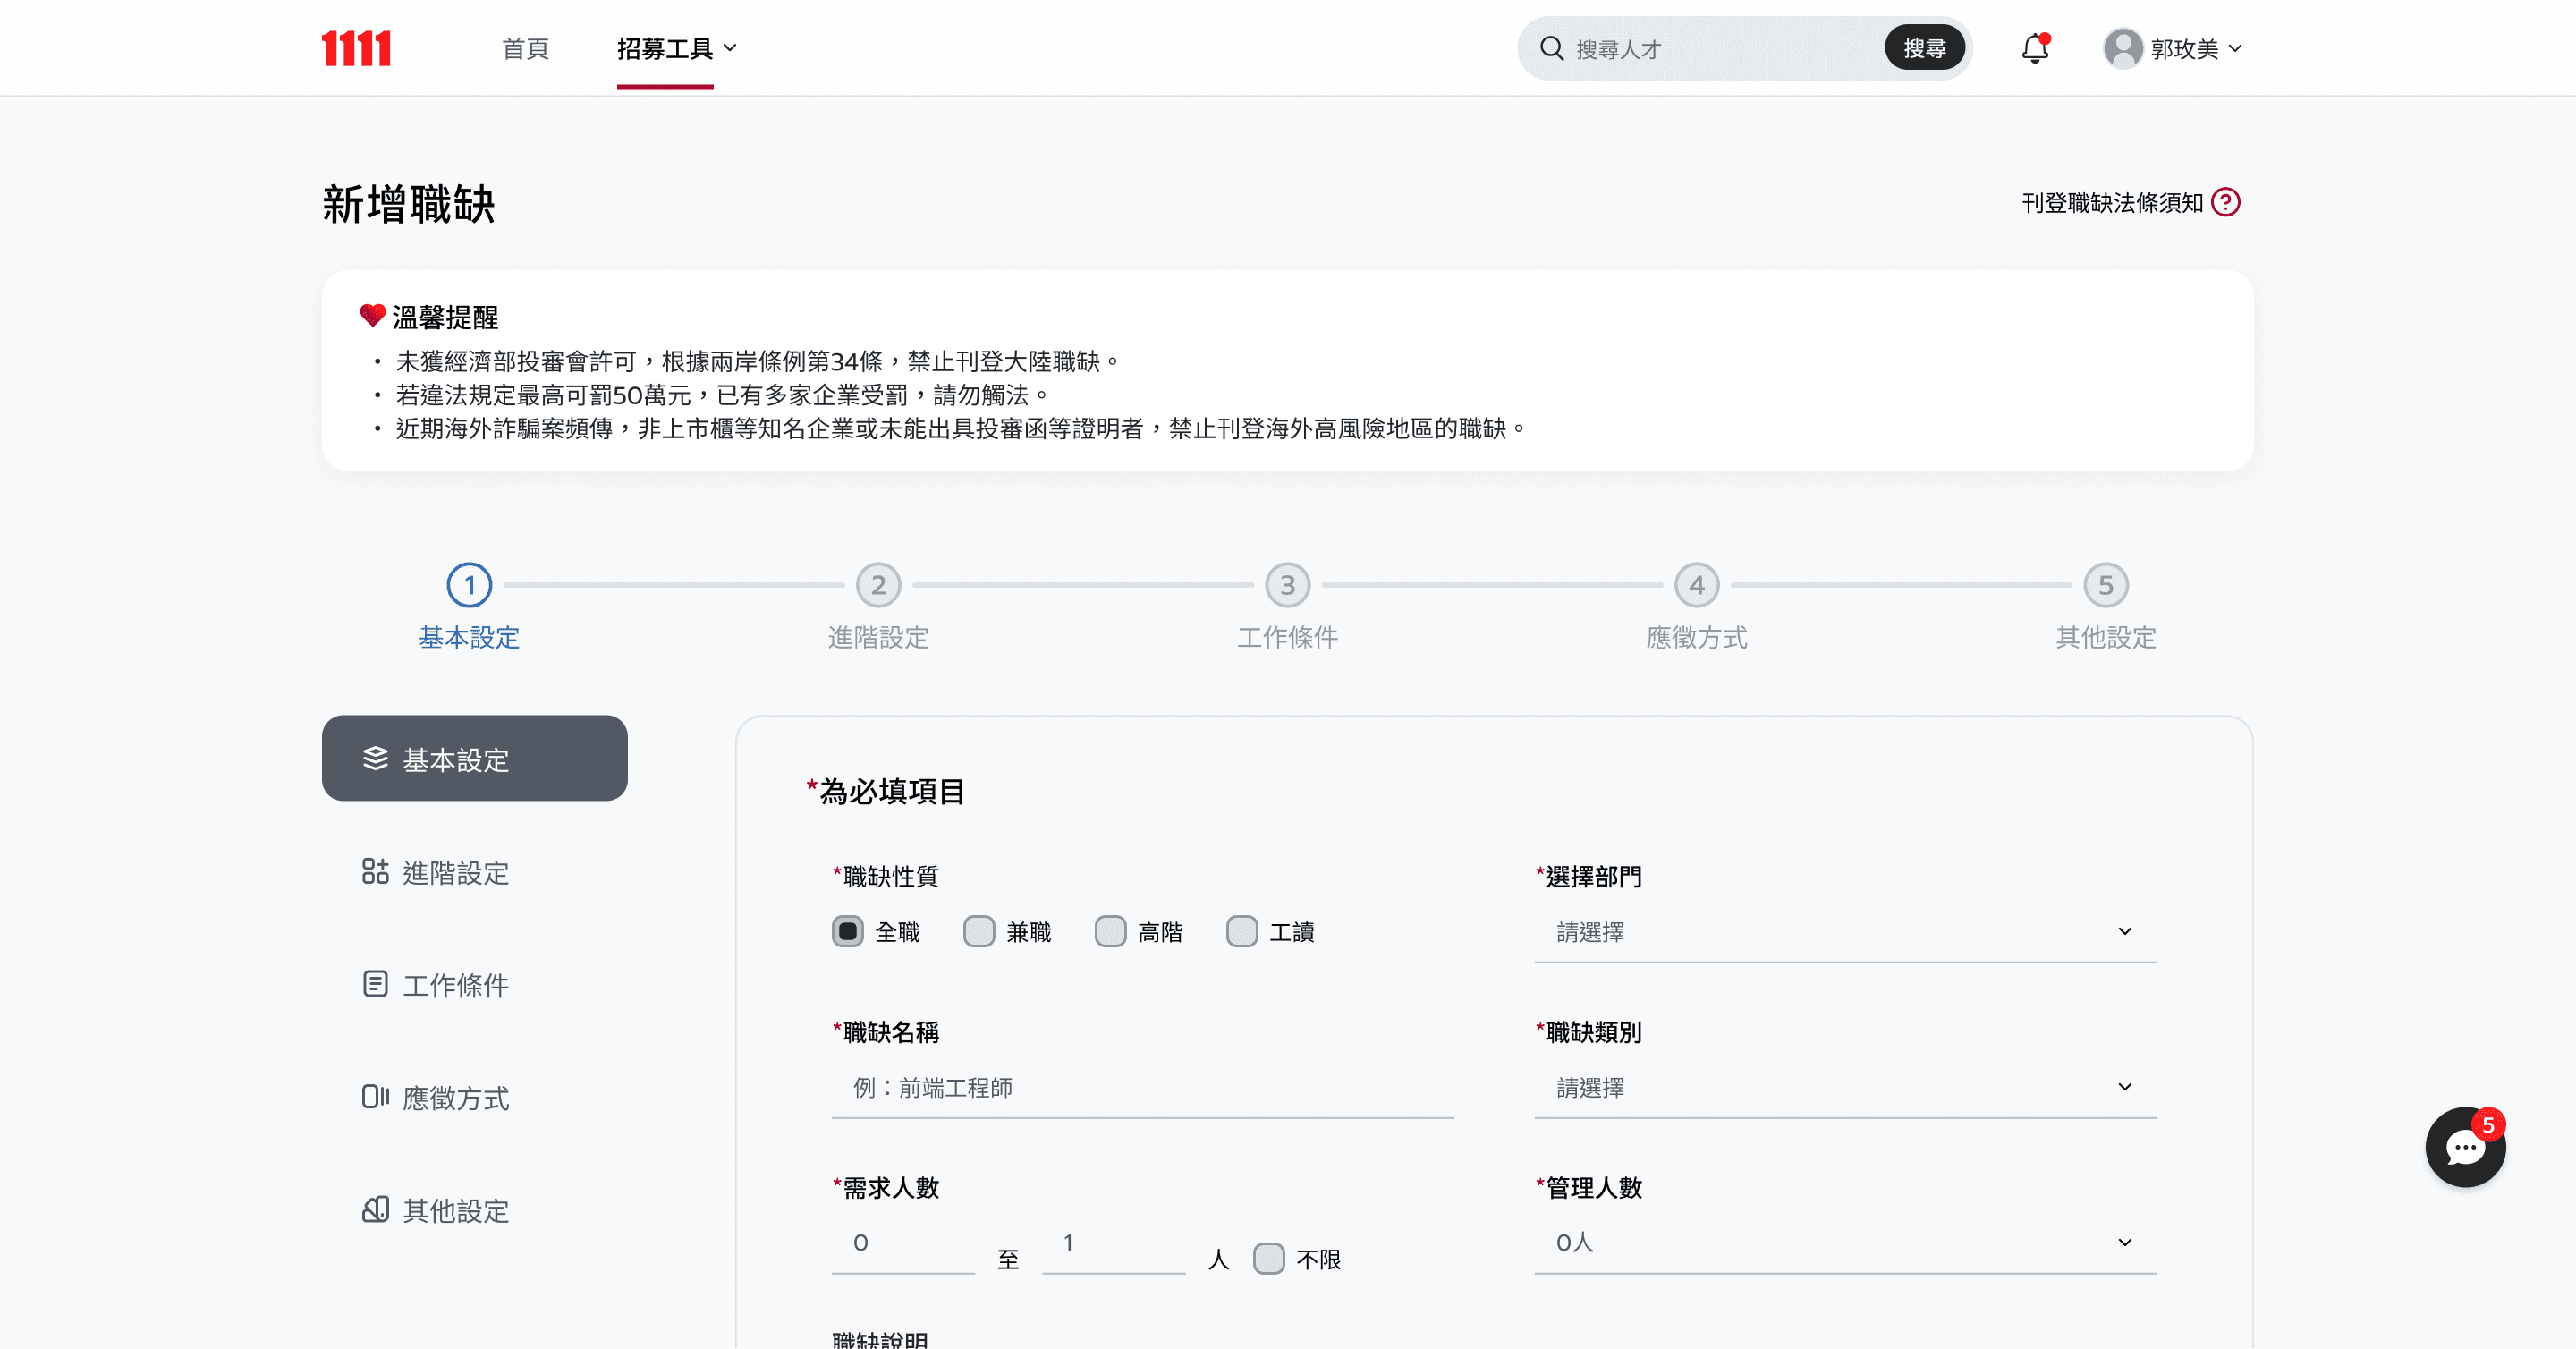 1111
首頁
招募工具
搜尋人才
搜尋
郭玫美
新增職缺
刊登職缺法條須知 ?
溫馨提醒
・ 未獲經濟部投審會許可，根據兩岸條例第34條，禁止刊登大陸職缺。
・ 若違法規定最高可罰50萬元，已有多家企業受罰，請勿觸法。
・ 近期海外詐騙案頻傳，非上市櫃等知名企業或未能出具投審函等證明者，禁止刊登海外高風險地區的職缺。
1 2 3 4 5
基本設定 進階設定 工作條件 應徵方式 其他設定
基本設定
進階設定
工作條件
應徵方式
其他設定
*為必填項目
*職缺性質
全職 兼職 高階 工讀
*選擇部門
請選擇
*職缺名稱
例：前端工程師
*職缺類別
請選擇
*需求人數
0 至 1 人 不限
*管理人數
0人
職缺說明
5